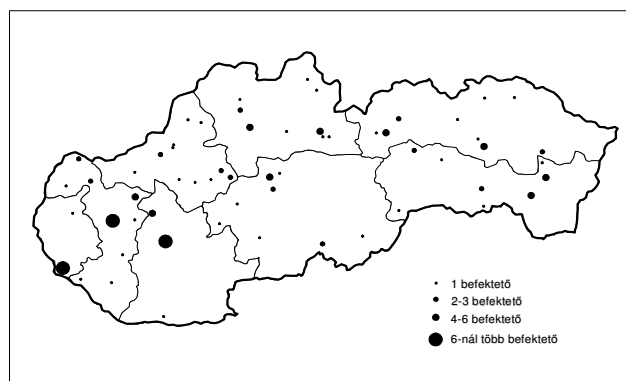 1 befektető
2-3 befektető
4-6 befektető
6-nál több befektető